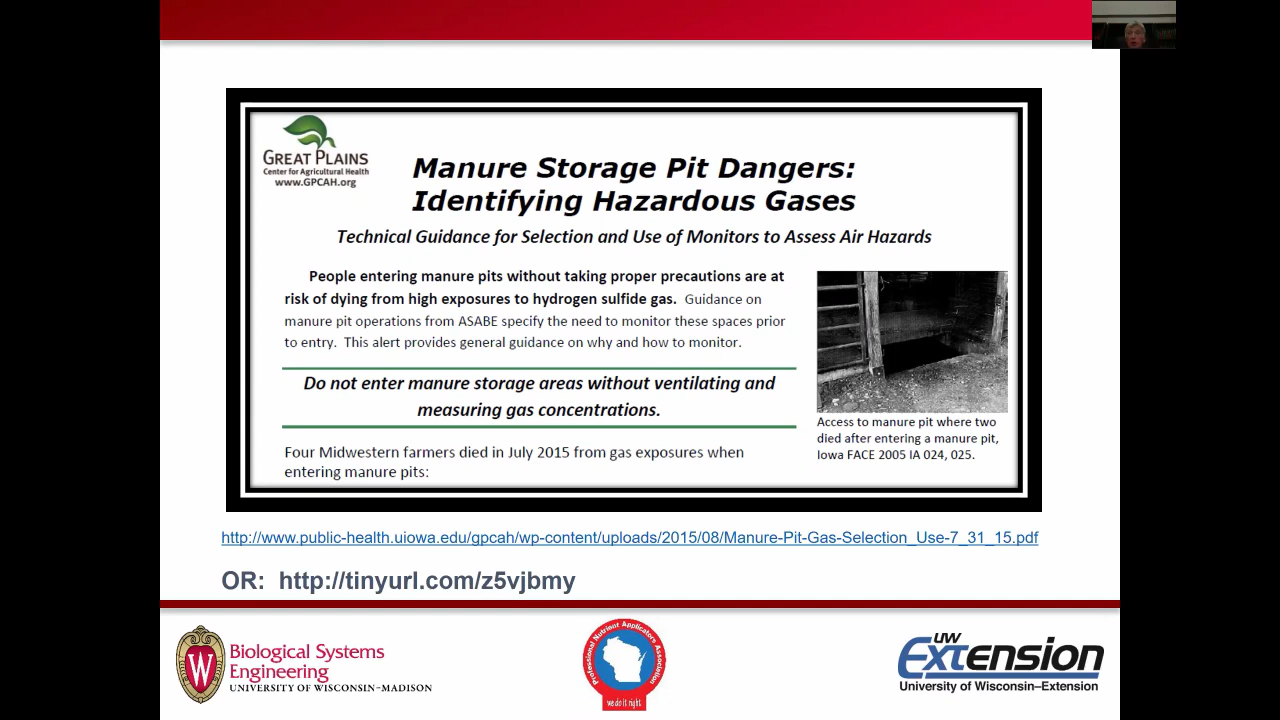 GREAT PLAINS
Center for Agricultural Health
www.GPCAH.org
Manure Storage Pit Dangers:
Identifying Hazardous Gases
Technical Guidance for Selection and Use of Monitors to Assess Air Hazards
People entering manure pits without taking proper precautions are at
risk of dying from high exposures to hydrogen sulfide gas. Guidance on
manure pit operations from ASABE specify the need to monitor these spaces prior
to entry. This alert provides general guidance on why and how to monitor.
Do not enter manure storage areas without ventilating and
measuring gas concentrations.
Four Midwestern farmers died in July 2015 from gas exposures when
entering manure pits:
Access to manure pit where two
died after entering a manure pit,
Iowa FACE 2005 IA 024, 025.
http://www.public-health.uiowa.edu/gpcah/wp-content/uploads/2015/08/Manure-Pit-Gas-Selection_Use-7_31_15.pdf
OR: http://tinyurl.com/z5vjbmy
W
Biological Systems
Engineering
UNIVERSITY OF WISCONSIN–MADISON
Professional Nutrient Applicators Association
we do it right
UW
Extension
University of Wisconsin–Extension